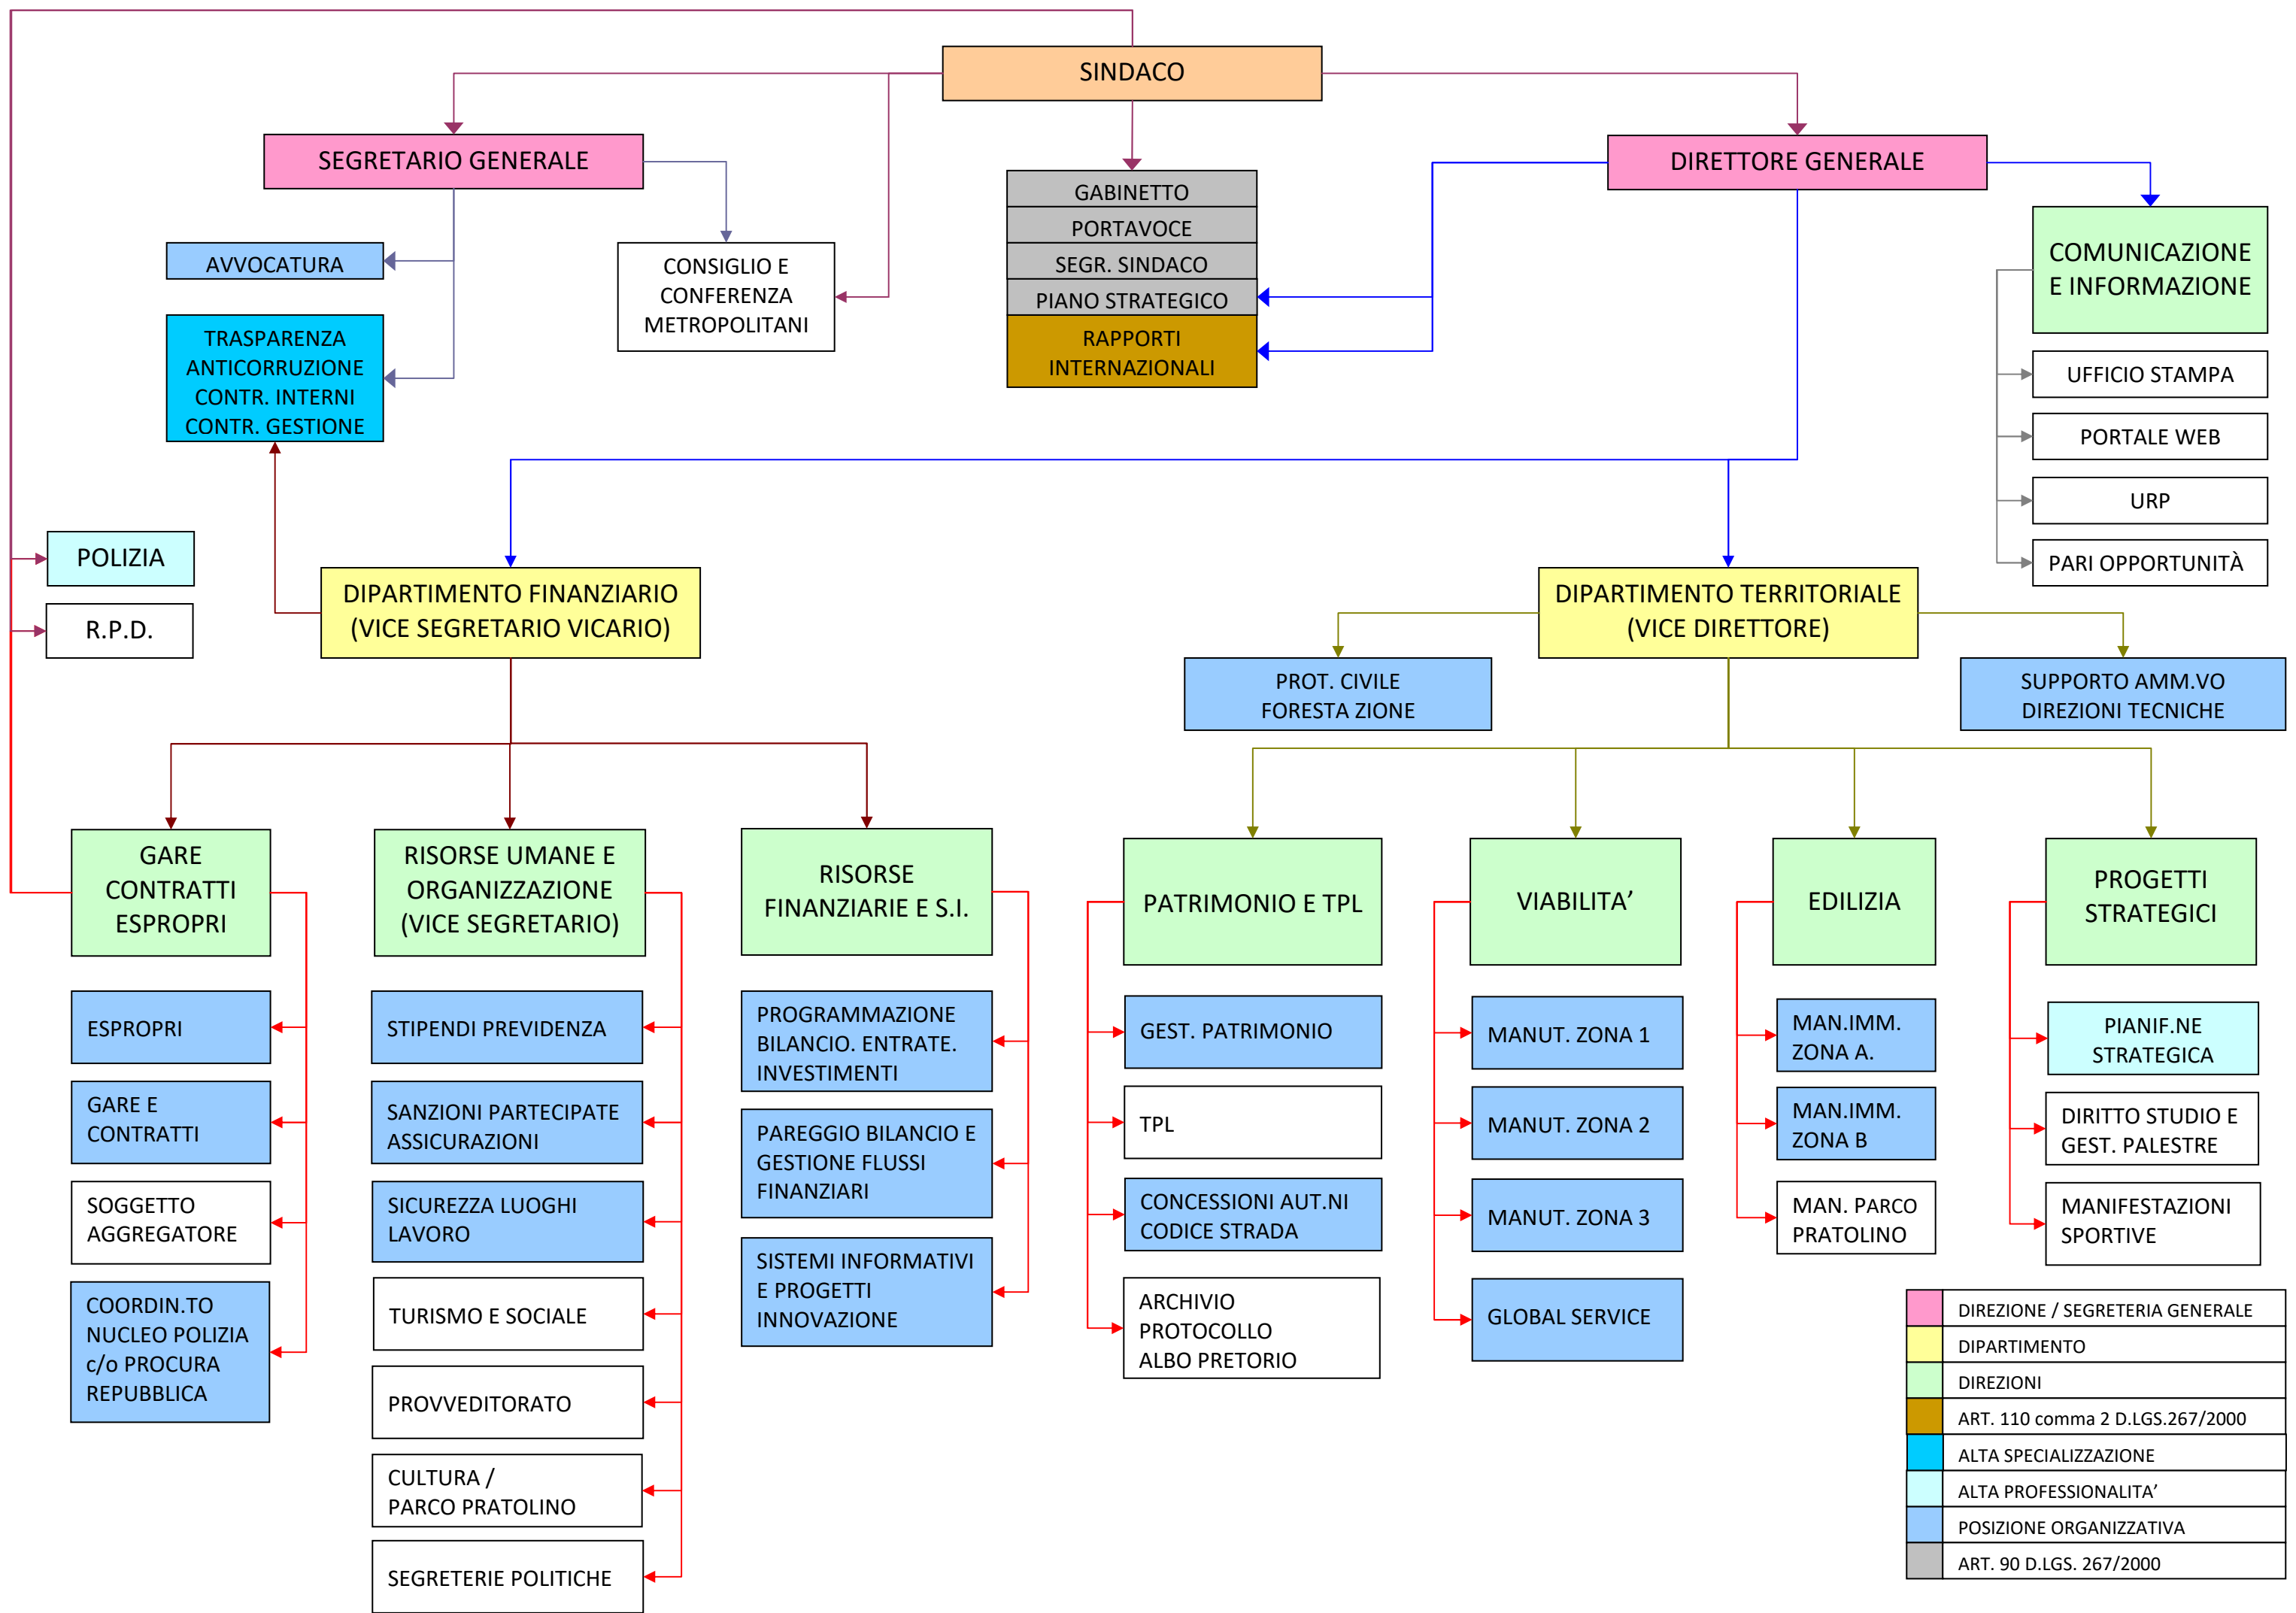 SINDACO
SEGRETARIO GENERALE
DIRETTORE GENERALE
GABINETTO
PORTAVOCE
SEGR. SINDACO
PIANO STRATEGICO
RAPPORTI
INTERNAZIONALI
AVVOCATURA
CONSIGLIO E
CONFERENZA
METROPOLITANI
TRASPARENZA
ANTICORRUZIONE
CONTR. INTERNI
CONTR. GESTIONE
COMUNICAZIONE
E INFORMAZIONE
UFFICIO STAMPA
PORTALE WEB
URP
PARI OPPORTUNITÀ
POLIZIA
R.P.D.
DIPARTIMENTO FINANZIARIO
(VICE SEGRETARIO VICARIO)
DIPARTIMENTO TERRITORIALE
(VICE DIRETTORE)
PROT. CIVILE
FORESTA ZIONE
SUPPORTO AMM.VO
DIREZIONI TECNICHE
GARE
CONTRATTI
ESPROPRI
ESPROPRI
GARE E
CONTRATTI
SOGGETTO
AGGREGATORE
COORDIN.TO
NUCLEO POLIZIA
c/o PROCURA
REPUBBLICA
RISORSE UMANE E
ORGANIZZAZIONE
(VICE SEGRETARIO)
STIPENDI PREVIDENZA
SANZIONI PARTECIPATE
ASSICURAZIONI
SICUREZZA LUOGHI
LAVORO
TURISMO E SOCIALE
PROVVEDITORATO
CULTURA /
PARCO PRATOLINO
SEGRETERIE POLITICHE
RISORSE
FINANZIARIE E S.I.
PROGRAMMAZIONE
BILANCIO. ENTRATE.
INVESTIMENTI
PAREGGIO BILANCIO E
GESTIONE FLUSSI
FINANZIARI
SISTEMI INFORMATIVI
E PROGETTI
INNOVAZIONE
PATRIMONIO E TPL
GEST. PATRIMONIO
TPL
CONCESSIONI AUT.NI
CODICE STRADA
ARCHIVIO
PROTOCOLLO
ALBO PRETORIO
VIABILITA’
MANUT. ZONA 1
MANUT. ZONA 2
MANUT. ZONA 3
GLOBAL SERVICE
EDILIZIA
MAN.IMM.
ZONA A.
MAN.IMM.
ZONA B
MAN. PARCO
PRATOLINO
PROGETTI
STRATEGICI
PIANIF.NE
STRATEGICA
DIRITTO STUDIO E
GEST. PALESTRE
MANIFESTAZIONI
SPORTIVE
DIREZIONE / SEGRETERIA GENERALE
DIPARTIMENTO
DIREZIONI
ART. 110 comma 2 D.LGS.267/2000
ALTA SPECIALIZZAZIONE
ALTA PROFESSIONALITA’
POSIZIONE ORGANIZZATIVA
ART. 90 D.LGS. 267/2000